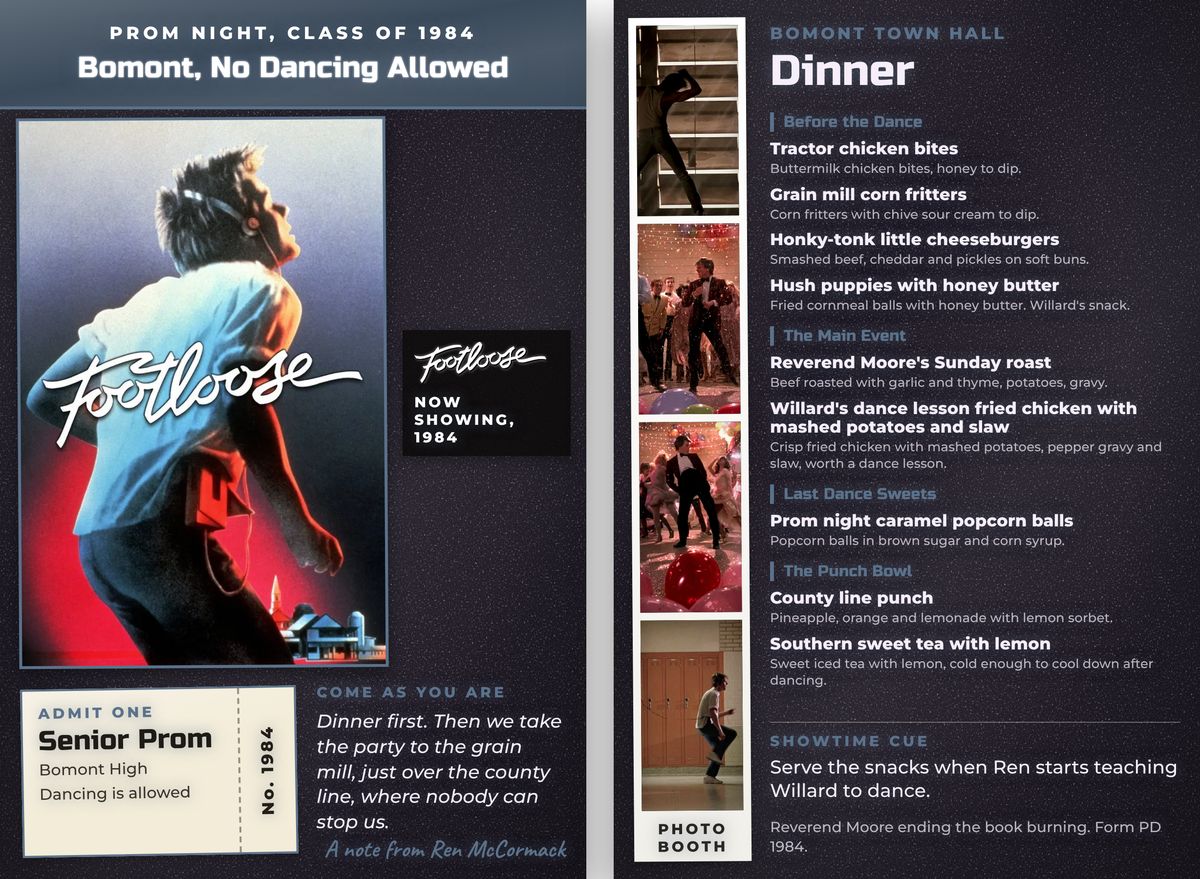 PROM NIGHT, CLASS OF 1984
Bomont, No Dancing Allowed
Footloose
Footloose
NOW
SHOWING,
1984
ADMIT ONE
Senior Prom
Bomont High
Dancing is allowed
No. 1984
COME AS YOU ARE
Dinner first. Then we take
the party to the grain
mill, just over the county
line, where nobody can
stop us.
A note from Ren McCormack
PHOTO
BOOTH
BOMONT TOWN HALL
Dinner
Before the Dance
Tractor chicken bites
Buttermilk chicken bites, honey to dip.
Grain mill corn fritters
Corn fritters with chive sour cream to dip.
Honky-tonk little cheeseburgers
Smashed beef, cheddar and pickles on soft buns.
Hush puppies with honey butter
Fried cornmeal balls with honey butter. Willard's snack.
The Main Event
Reverend Moore's Sunday roast
Beef roasted with garlic and thyme, potatoes, gravy.
Willard's dance lesson fried chicken with
mashed potatoes and slaw
Crisp fried chicken with mashed potatoes, pepper gravy and
slaw, worth a dance lesson.
Last Dance Sweets
Prom night caramel popcorn balls
Popcorn balls in brown sugar and corn syrup.
The Punch Bowl
County line punch
Pineapple, orange and lemonade with lemon sorbet.
Southern sweet tea with lemon
Sweet iced tea with lemon, cold enough to cool down after
dancing.
SHOWTIME CUE
Serve the snacks when Ren starts teaching
Willard to dance.
Reverend Moore ending the book burning. Form PD
1984.